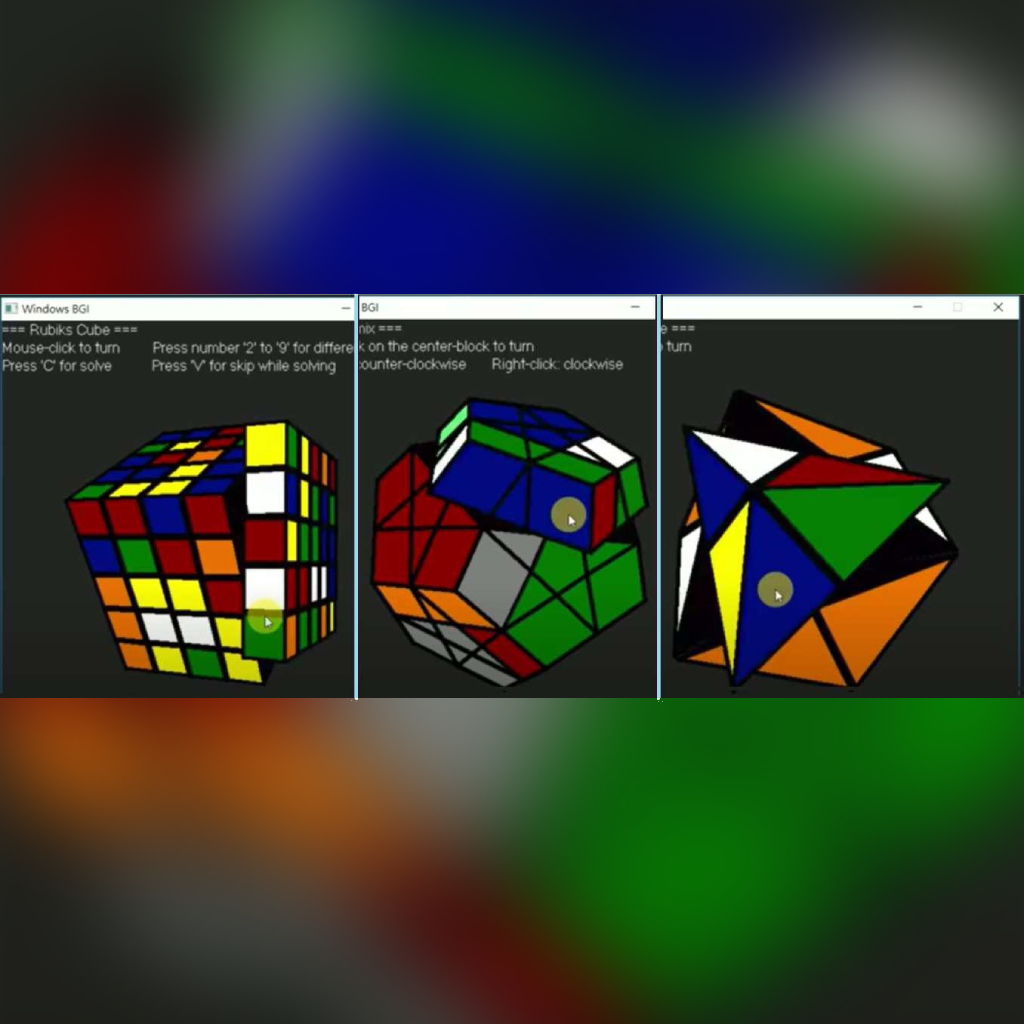 Windows BGI
=== Rubiks Cube ===
Mouse-click to turn Press number '2' to '9' for differe
Press 'C' for solve Press 'V' for skip while solving
BGI
nix ===
k on the center-block to turn
ounter-clockwise Right-click: clockwise
e ===
turn